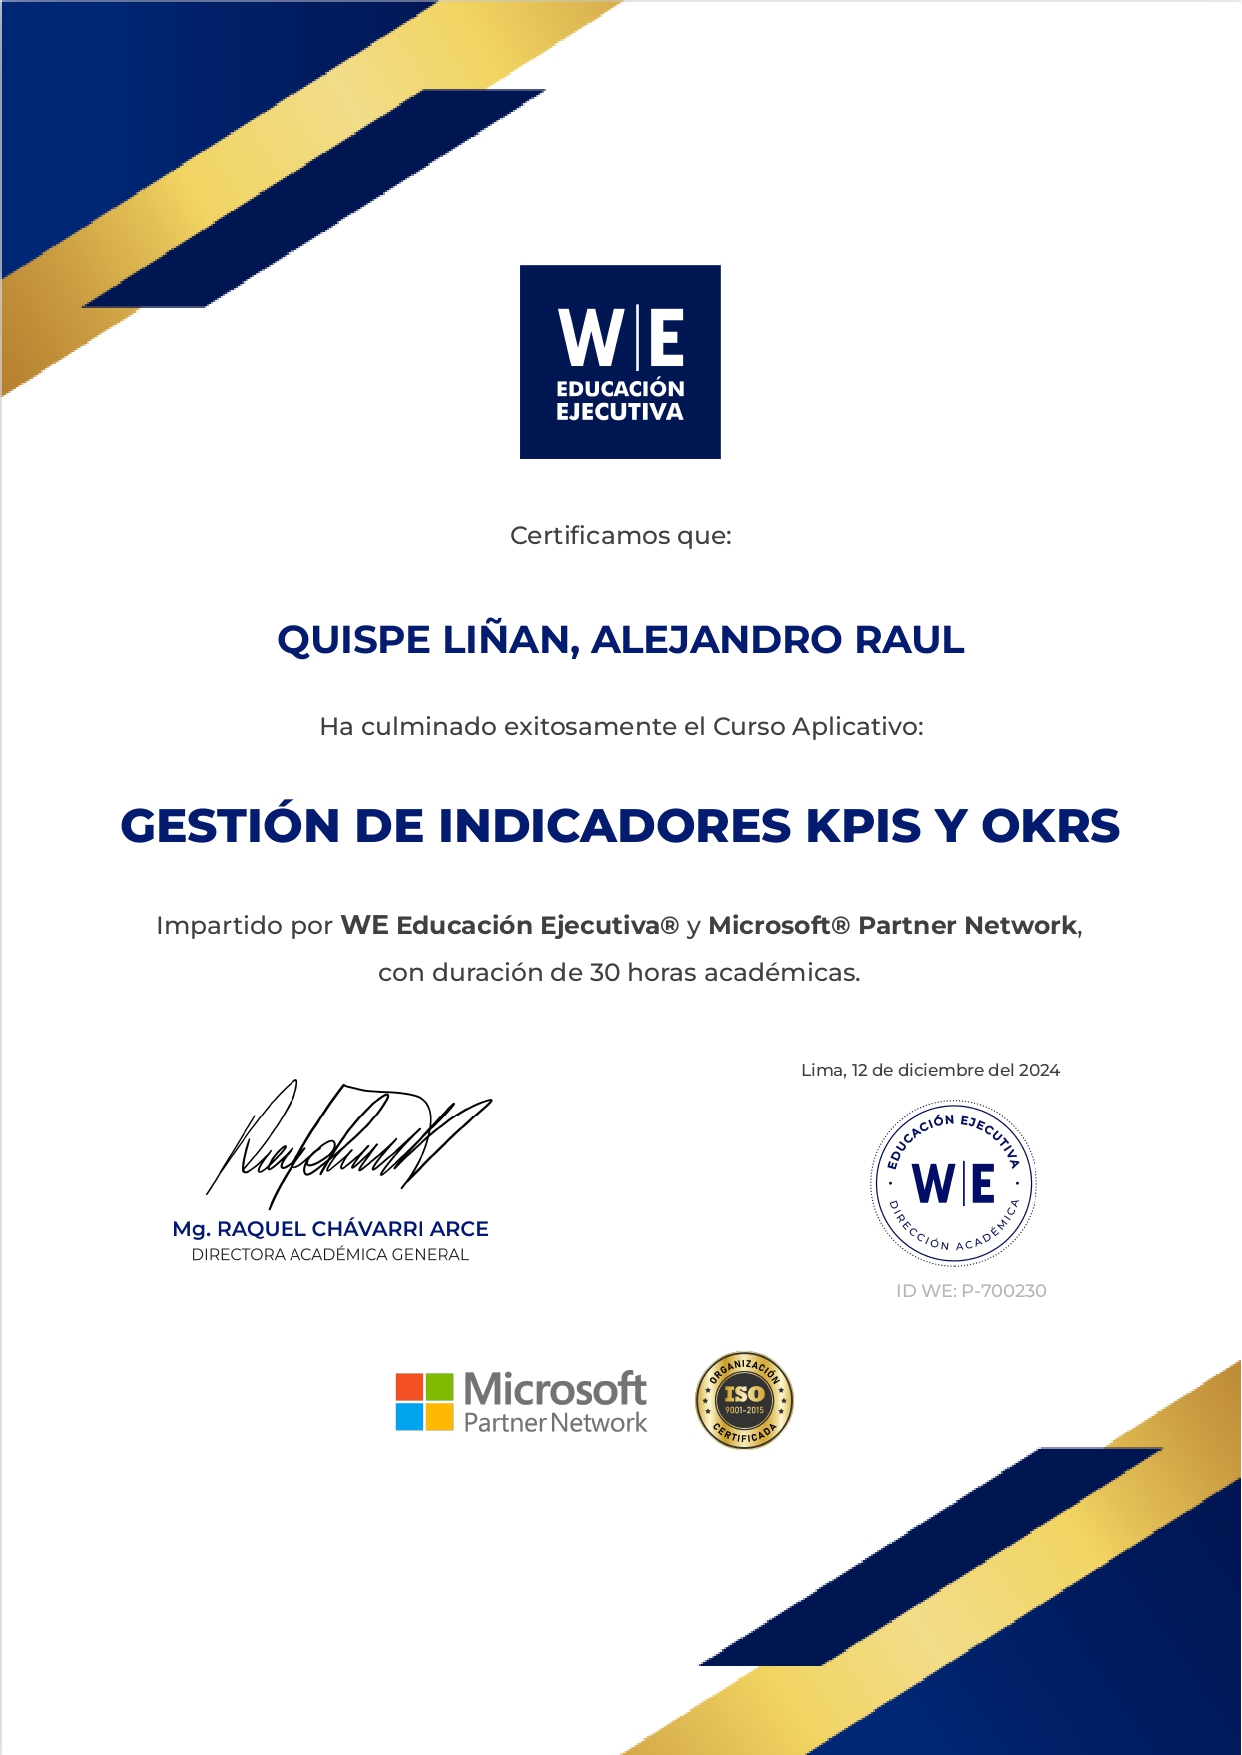 W|E
EDUCACIÓN
EJECUTIVA
Certificamos que:
QUISPE LIÑAN, ALEJANDRO RAUL
Ha culminado exitosamente el Curso Aplicativo:
GESTIÓN DE INDICADORES KPIS Y OKRS
Impartido por WE Educación Ejecutiva® y Microsoft® Partner Network,
con duración de 30 horas académicas.
Lima, 12 de diciembre del 2024
Mg. RAQUEL CHÁVARRI ARCE
DIRECTORA ACADÉMICA GENERAL
EDUCACIÓN EJECUTIVA
W|E
DIRECCIÓN ACADÉMICA
ID WE: P-700230
Microsoft
Partner Network
ORGANIZACIÓN
ISO
9001-2015
CERTIFICADA